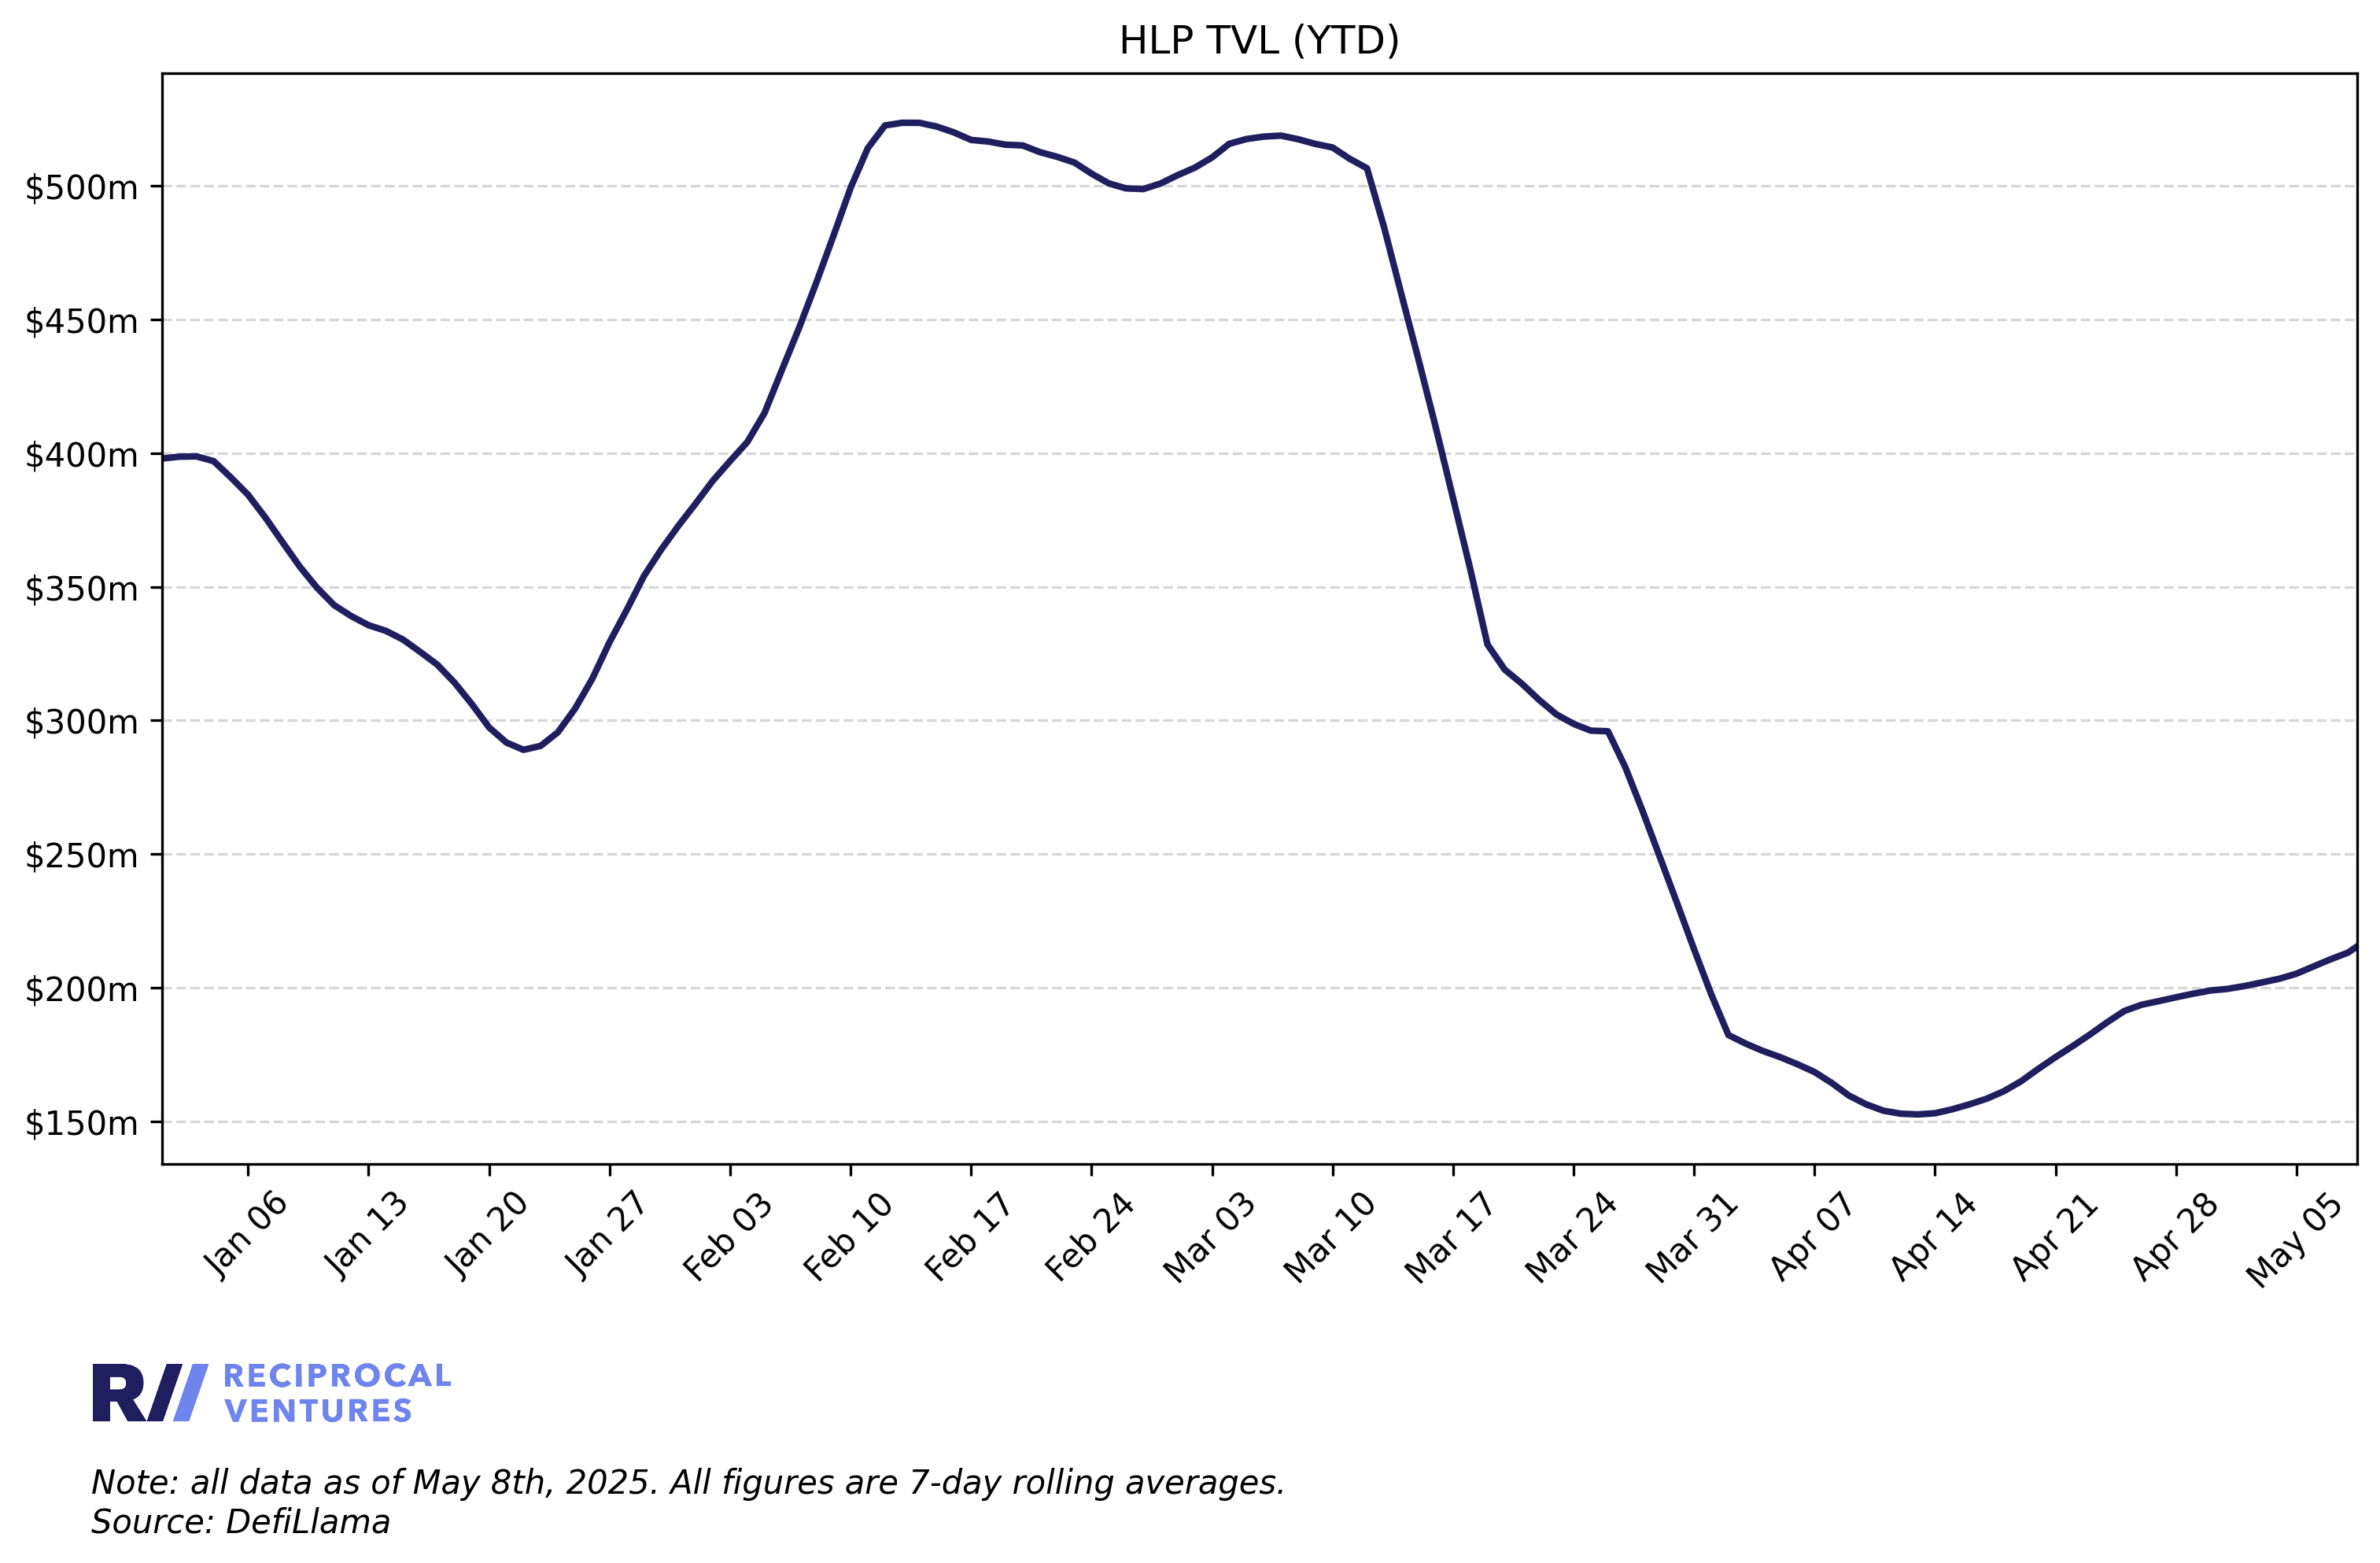 HLP TVL (YTD)
$500m
$450m
$400m
$350m
$300m
$250m
$200m
$150m
Jan 06
Jan 13
Jan 20
Jan 27
Feb 03
Feb 10
Feb 17
Feb 24
Mar 03
Mar 10
Mar 17
Mar 24
Mar 31
Apr 07
Apr 14
Apr 21
Apr 28
May 05
R
RECIPROCAL
VENTURES
Note: all data as of May 8th, 2025. All figures are 7-day rolling averages.
Source: DefiLlama